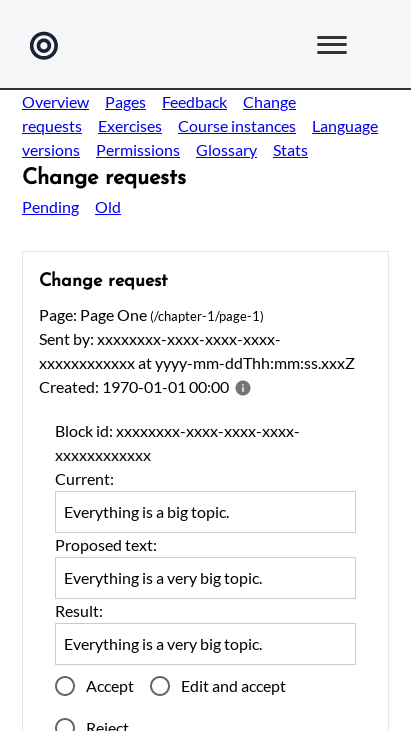 Overview Pages Feedback Change
requests Exercises Course instances Language
versions Permissions Glossary Stats
Change requests
Pending Old
Change request
Page: Page One (/chapter-1/page-1)
Sent by: xxxxxxxx-xxxx-xxxx-xxxx-
xxxxxxxxxxxx at yyyy-mm-ddThh:mm:ss.xxxZ
Created: 1970-01-01 00:00
Block id: xxxxxxxx-xxxx-xxxx-xxxx-
xxxxxxxxxxxx
Current:
Everything is a big topic.
Proposed text:
Everything is a very big topic.
Result:
Everything is a very big topic.
Accept Edit and accept
Reject